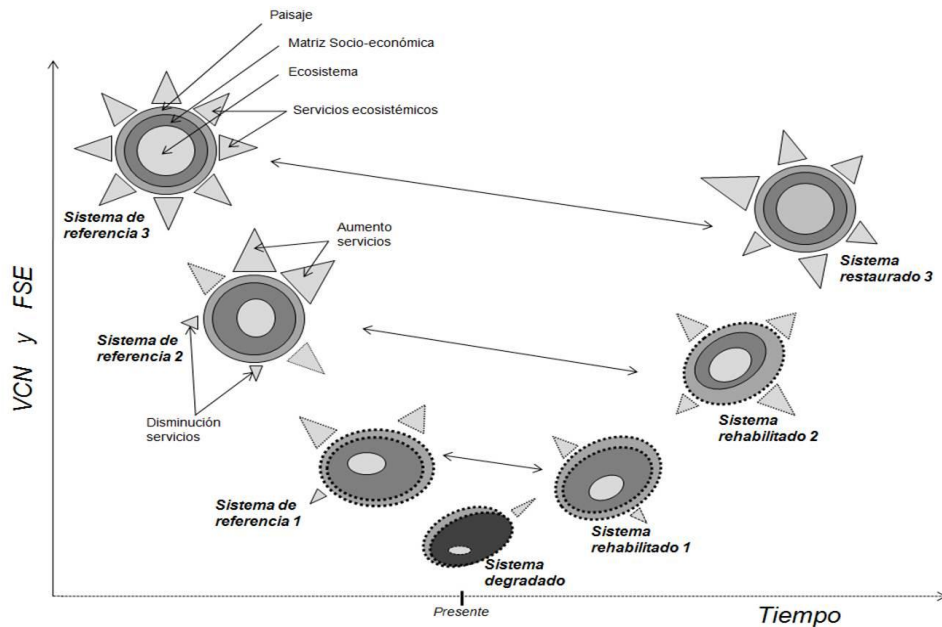 Paisaje
Matriz Socio-económica
Ecosistema
Servicios ecosistémicos
Sistema de
referencia 3
Aumento
servicios
Sistema
restaurado 3
VCN y FSE
Sistema de
referencia 2
Disminución
servicios
Sistema
rehabilitado 2
Sistema de
referencia 1
Sistema
rehabilitado 1
Sistema
degradado
Presente
Tiempo